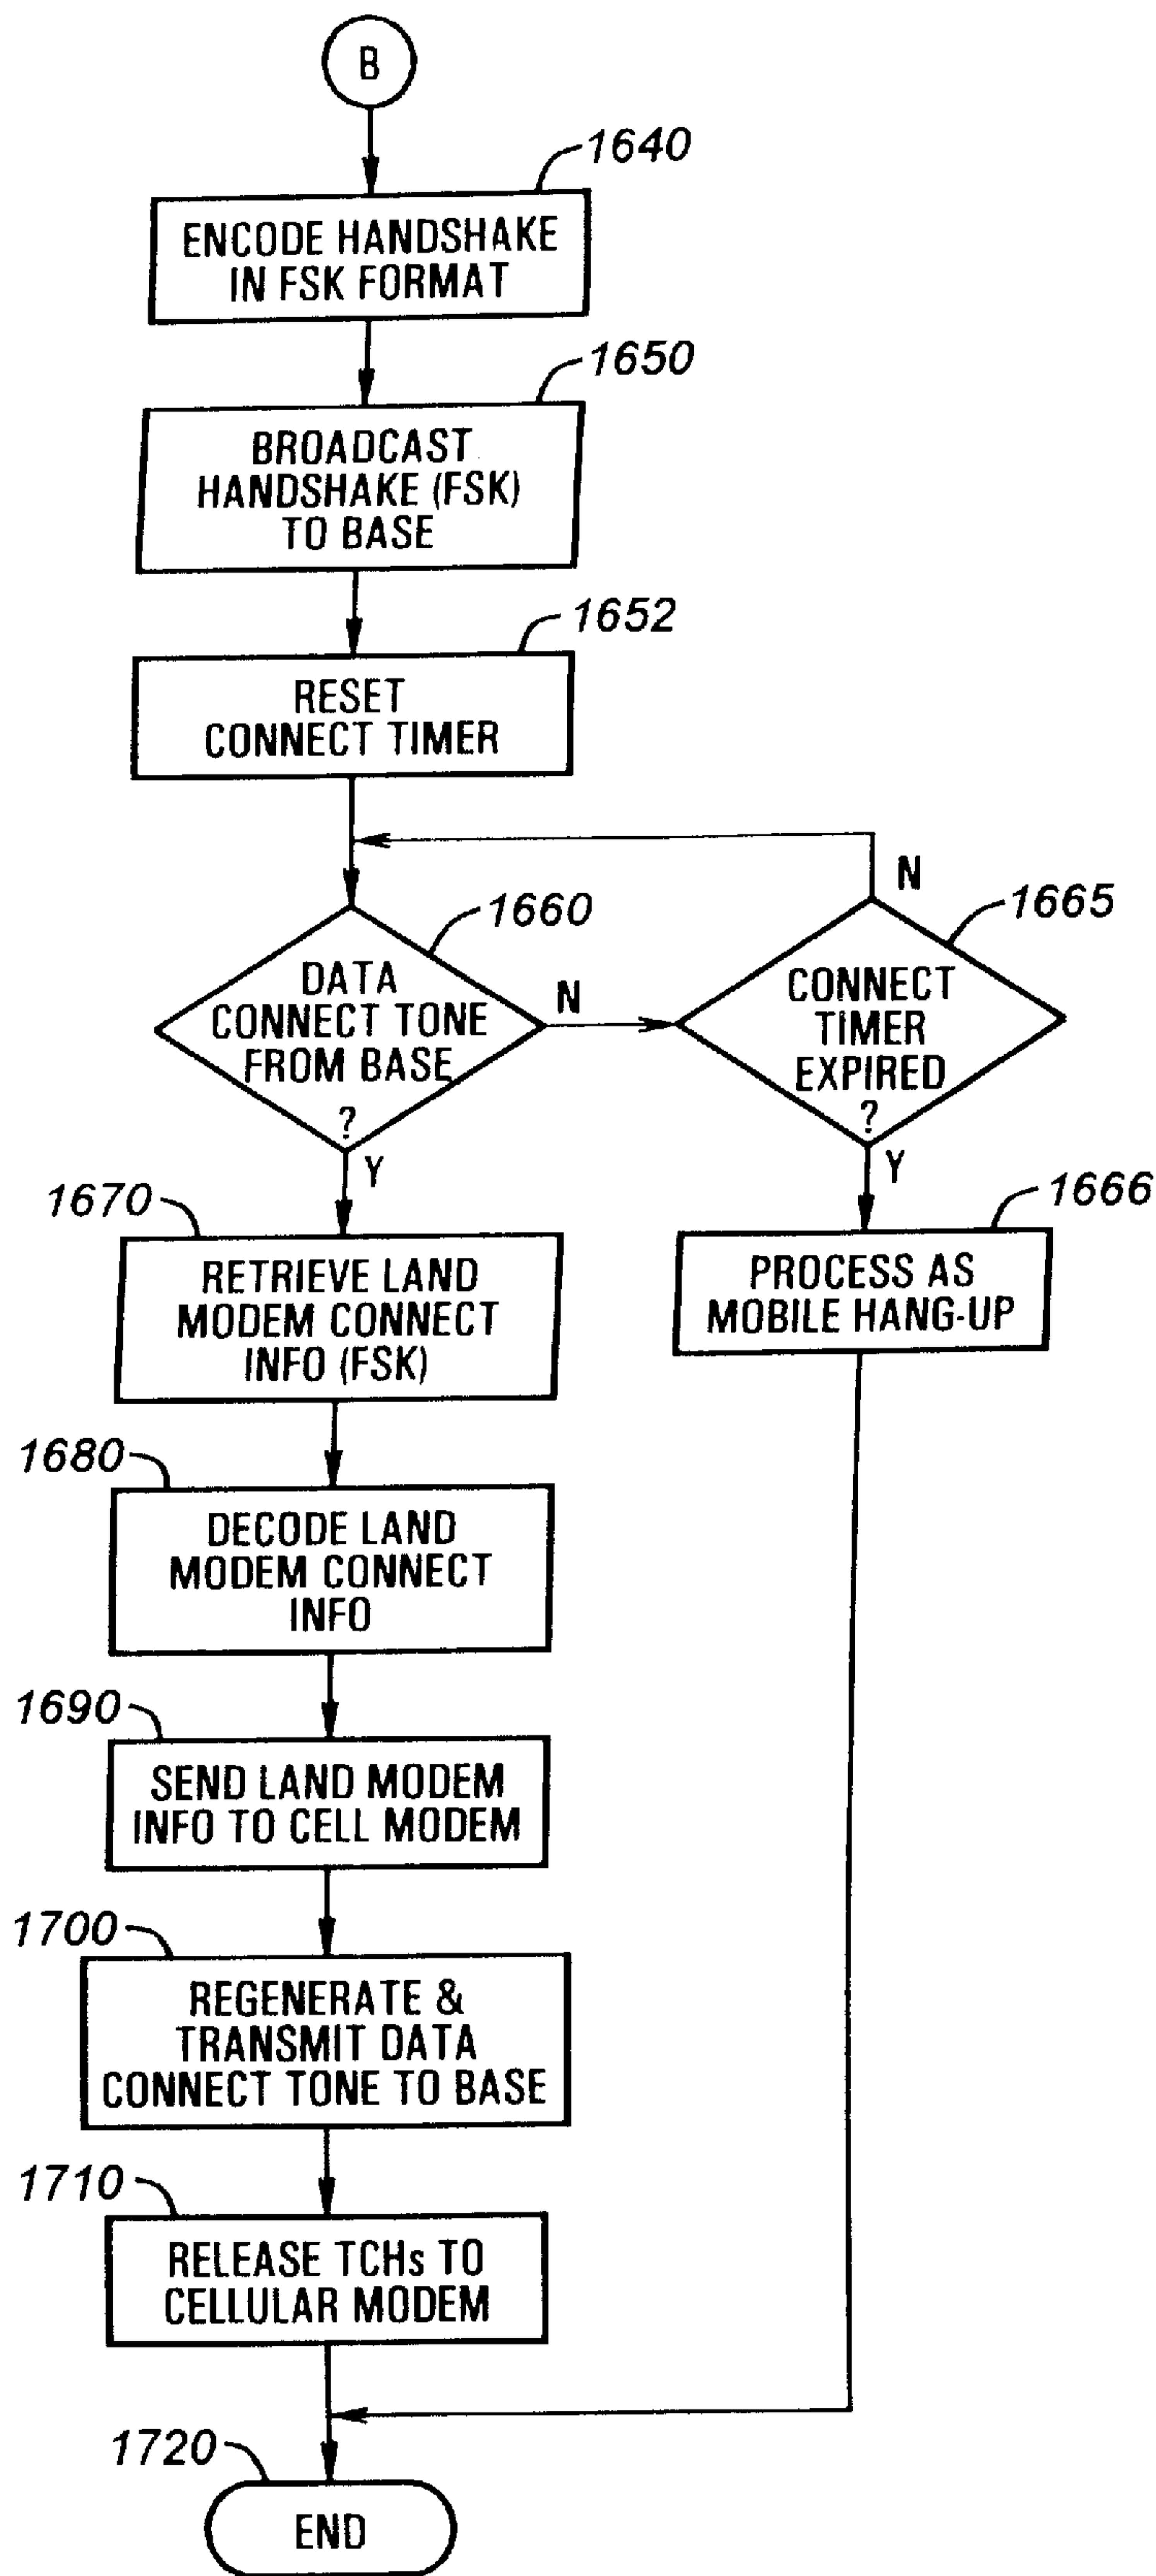 B
1640
ENCODE HANDSHAKE
IN FSK FORMAT
1650
BROADCAST
HANDSHAKE (FSK)
TO BASE
1652
RESET
CONNECT TIMER
N
1660
1665
DATA
CONNECT TONE
FROM BASE
?
N
CONNECT
TIMER
EXPIRED
?
Y
Y
1670
1666
RETRIEVE LAND
MODEM CONNECT
INFO (FSK)
PROCESS AS
MOBILE HANG-UP
1680
DECODE LAND
MODEM CONNECT
INFO
1690
SEND LAND MODEM
INFO TO CELL MODEM
1700
REGENERATE &
TRANSMIT DATA
CONNECT TONE TO BASE
1710
RELEASE TCHs TO
CELLULAR MODEM
1720
END